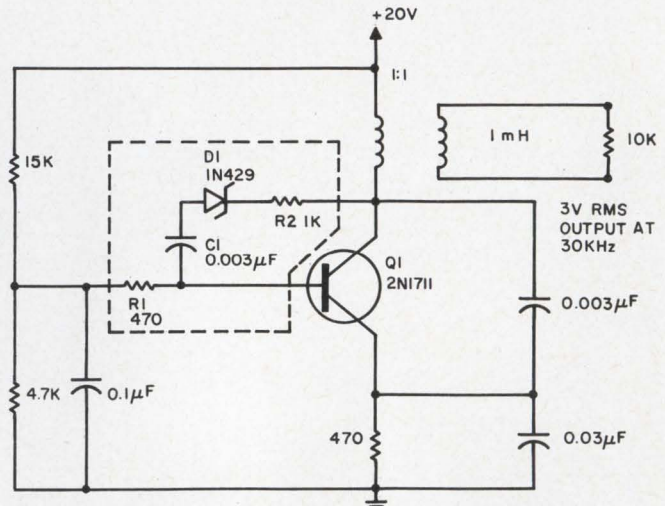 +20V
1:1
1 mH
10K
15K
D1
1N429
R2 1K
3V RMS
OUTPUT AT
30KHz
C1
0.003µF
Q1
2N1711
0.003µF
R1
470
4.7K
0.1µF
470
0.03µF